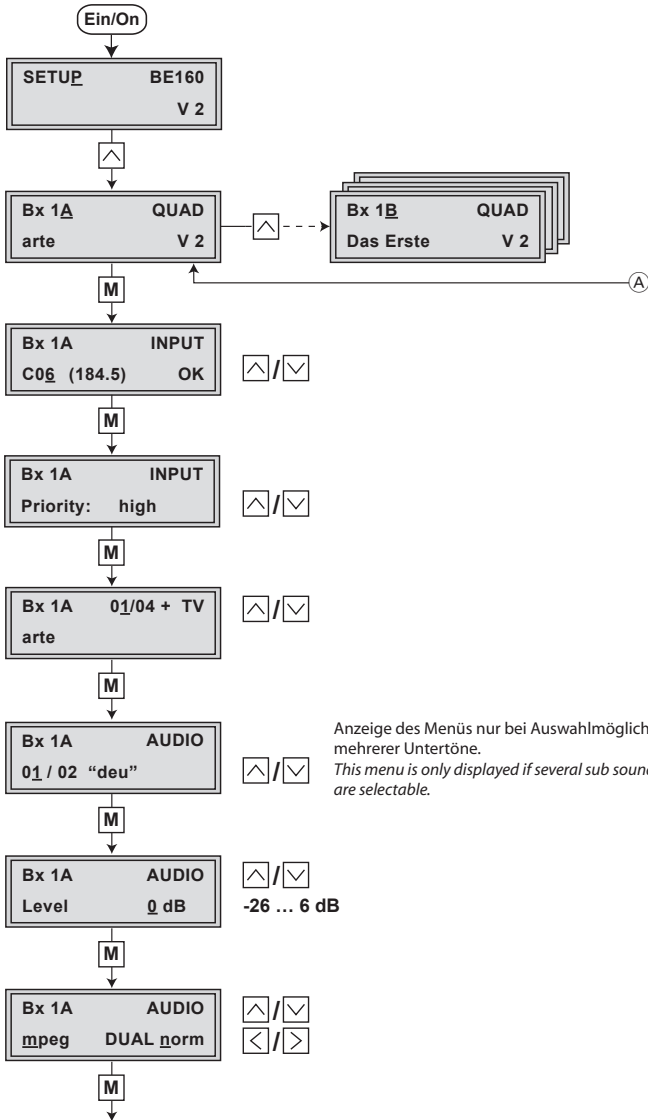 Ein/On
SETUP BE160
V 2
Bx 1A QUAD
arte V 2
Bx 1B QUAD
Das Erste V 2
A
M
Bx 1A INPUT
C06 (184.5) OK
/
M
Bx 1A INPUT
Priority: high
/
M
Bx 1A 01/04 + TV
arte
/
M
Bx 1A AUDIO
01 / 02 “deu”
/
Anzeige des Menüs nur bei Auswahlmöglich
mehrerer Untertöne.
This menu is only displayed if several sub soun
are selectable.
M
Bx 1A AUDIO
Level 0 dB
/
-26 … 6 dB
M
Bx 1A AUDIO
mpeg DUAL norm
/
< / >
M